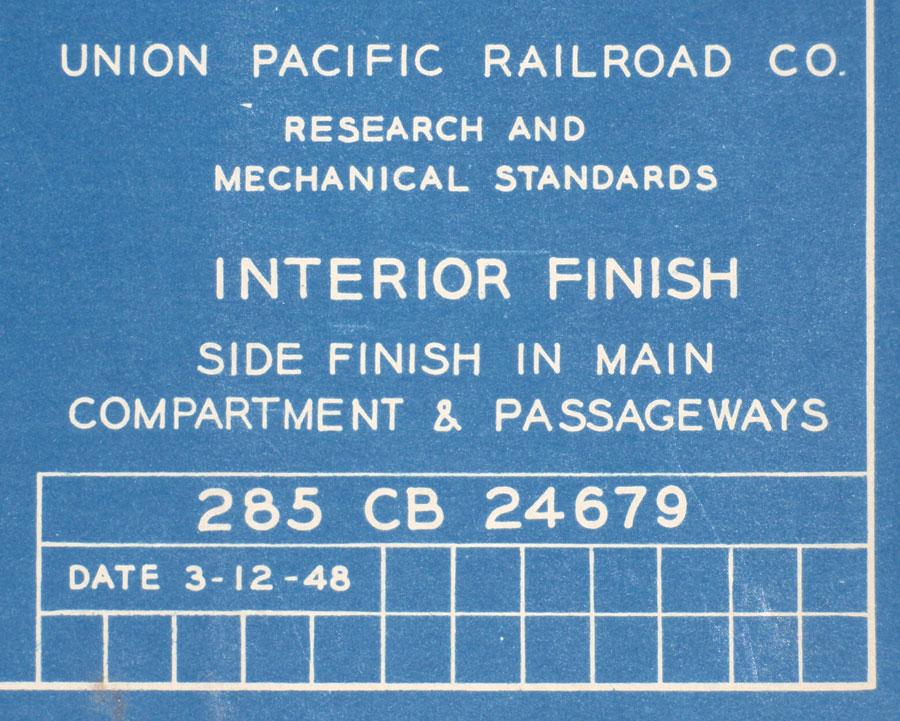 UNION PACIFIC RAILROAD CO.
RESEARCH AND
MECHANICAL STANDARDS
INTERIOR FINISH
SIDE FINISH IN MAIN
COMPARTMENT & PASSAGEWAYS
285 CB 24679
DATE 3-12-48